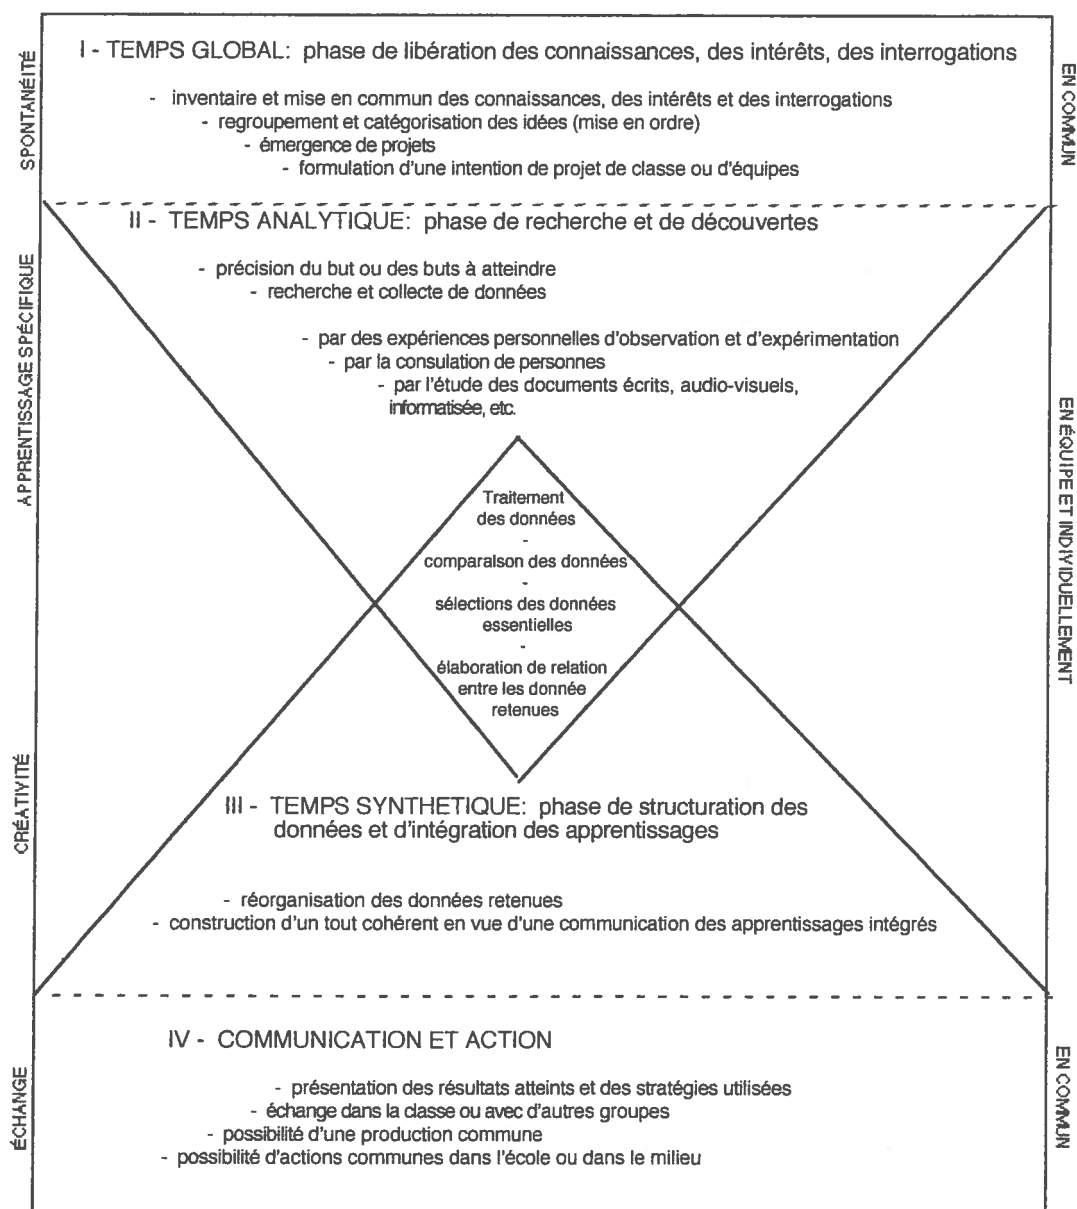 I - TEMPS GLOBAL: phase de libération des connaissances, des intérêts, des interrogations
- inventaire et mise en commun des connaissances, des intérêts et des interrogations
- regroupement et catégorisation des idées (mise en ordre)
- émergence de projets
- formulation d'une intention de projet de classe ou d'équipes
SPONTANÉITÉ
EN COMMUN
II - TEMPS ANALYTIQUE: phase de recherche et de découvertes
- précision du but ou des buts à atteindre
- recherche et collecte de données
- par des expériences personnelles d'observation et d'expérimentation
- par la consulation de personnes
- par l'étude des documents écrits, audio-visuels,
informatisée, etc.
APPRENTISSAGE SPÉCIFIQUE
EN ÉQUIPE ET INDIVIDUELLEMENT
Traitement
des données
-
comparaison des données
-
sélections des données
essentielles
-
élaboration de relation
entre les donnée
retenues
CRÉATIVITÉ
III - TEMPS SYNTHETIQUE: phase de structuration des
données et d'intégration des apprentissages
- réorganisation des données retenues
- construction d'un tout cohérent en vue d'une communication des apprentissages intégrés
IV - COMMUNICATION ET ACTION
- présentation des résultats atteints et des stratégies utilisées
- échange dans la classe ou avec d'autres groupes
- possibilité d'une production commune
- possibilité d'actions communes dans l'école ou dans le milieu
ÉCHANGE
EN COMMUN